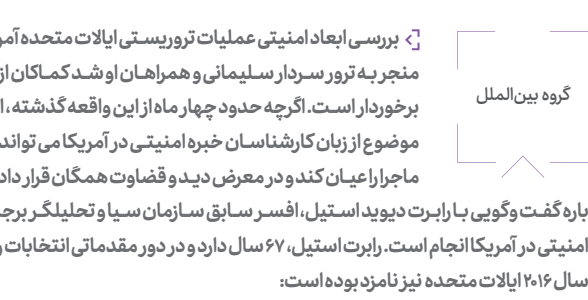 گروه بین‌الملل
بررسی ابعاد امنیتی عملیات تروریستی ایالات متحده
منجر به ترور سردار سلیمانی و همراهان او شد کماکان از
برخوردار است. اگرچه حدود چهار ماه از این واقعه گذشته،
موضوع از زبان کارشناسان خبره امنیتی در آمریکا می تواند
ماجرا را عیان کند و در معرض دید و قضاوت همگان قرار داد
باره گفت وگویی با رابرت دیوید استیل، افسر سابق سازمان سیا و تحلیلگر
امنیتی در آمریکا انجام است. رابرت استیل، ۶۷ سال دارد و در دور مقدماتی انتخابات
سال ۲۰۱۶ ایالات متحده نیز نامزد بوده است: